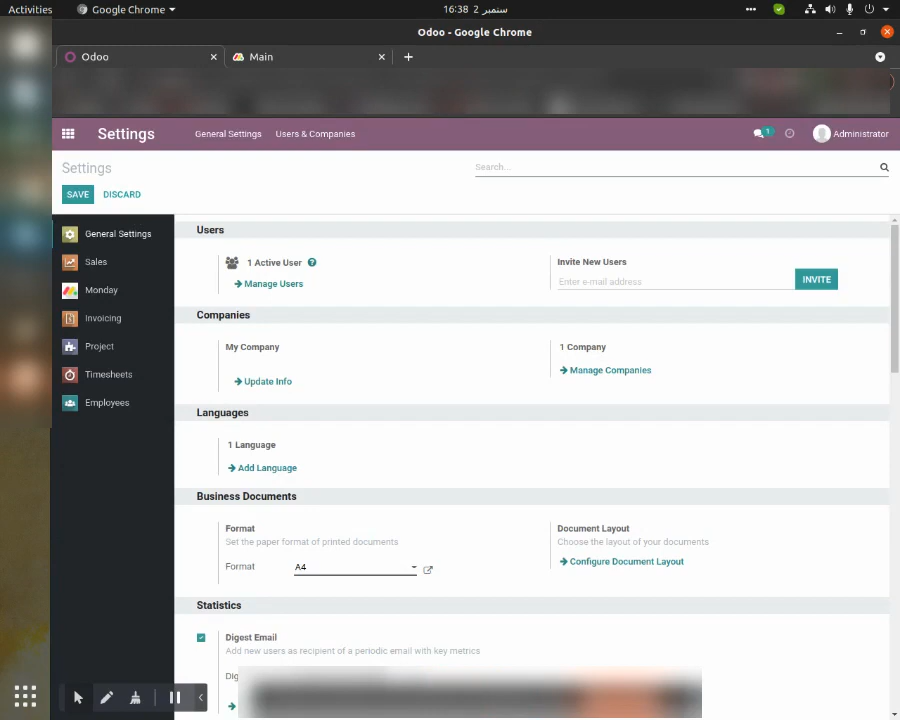 Activities
Google Chrome
16:38 2 ستمبر
Odoo - Google Chrome
Odoo
Main
Settings
General Settings
Users & Companies
1
Administrator
Settings
Search...
SAVE
DISCARD
General Settings
Sales
Monday
Invoicing
Project
Timesheets
Employees
Users
1 Active User
Manage Users
Invite New Users
Enter e-mail address
INVITE
Companies
My Company
Update Info
1 Company
Manage Companies
Languages
1 Language
Add Language
Business Documents
Format
Set the paper format of printed documents
Format
A4
Document Layout
Choose the layout of your documents
Configure Document Layout
Statistics
Digest Email
Add new users as recipient of a periodic email with key metrics